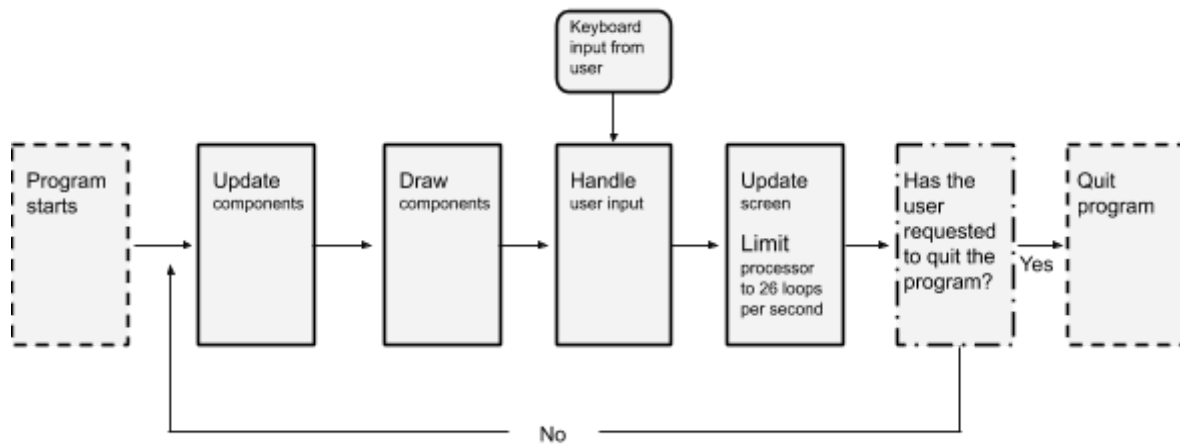 Keyboard
input from
user
Program
starts
Update
components
Draw
components
Handle
user input
Update
screen
Limit
processor
to 26 loops
per second
Has the
user
requested
to quit the
program?
Yes
Quit
program
No